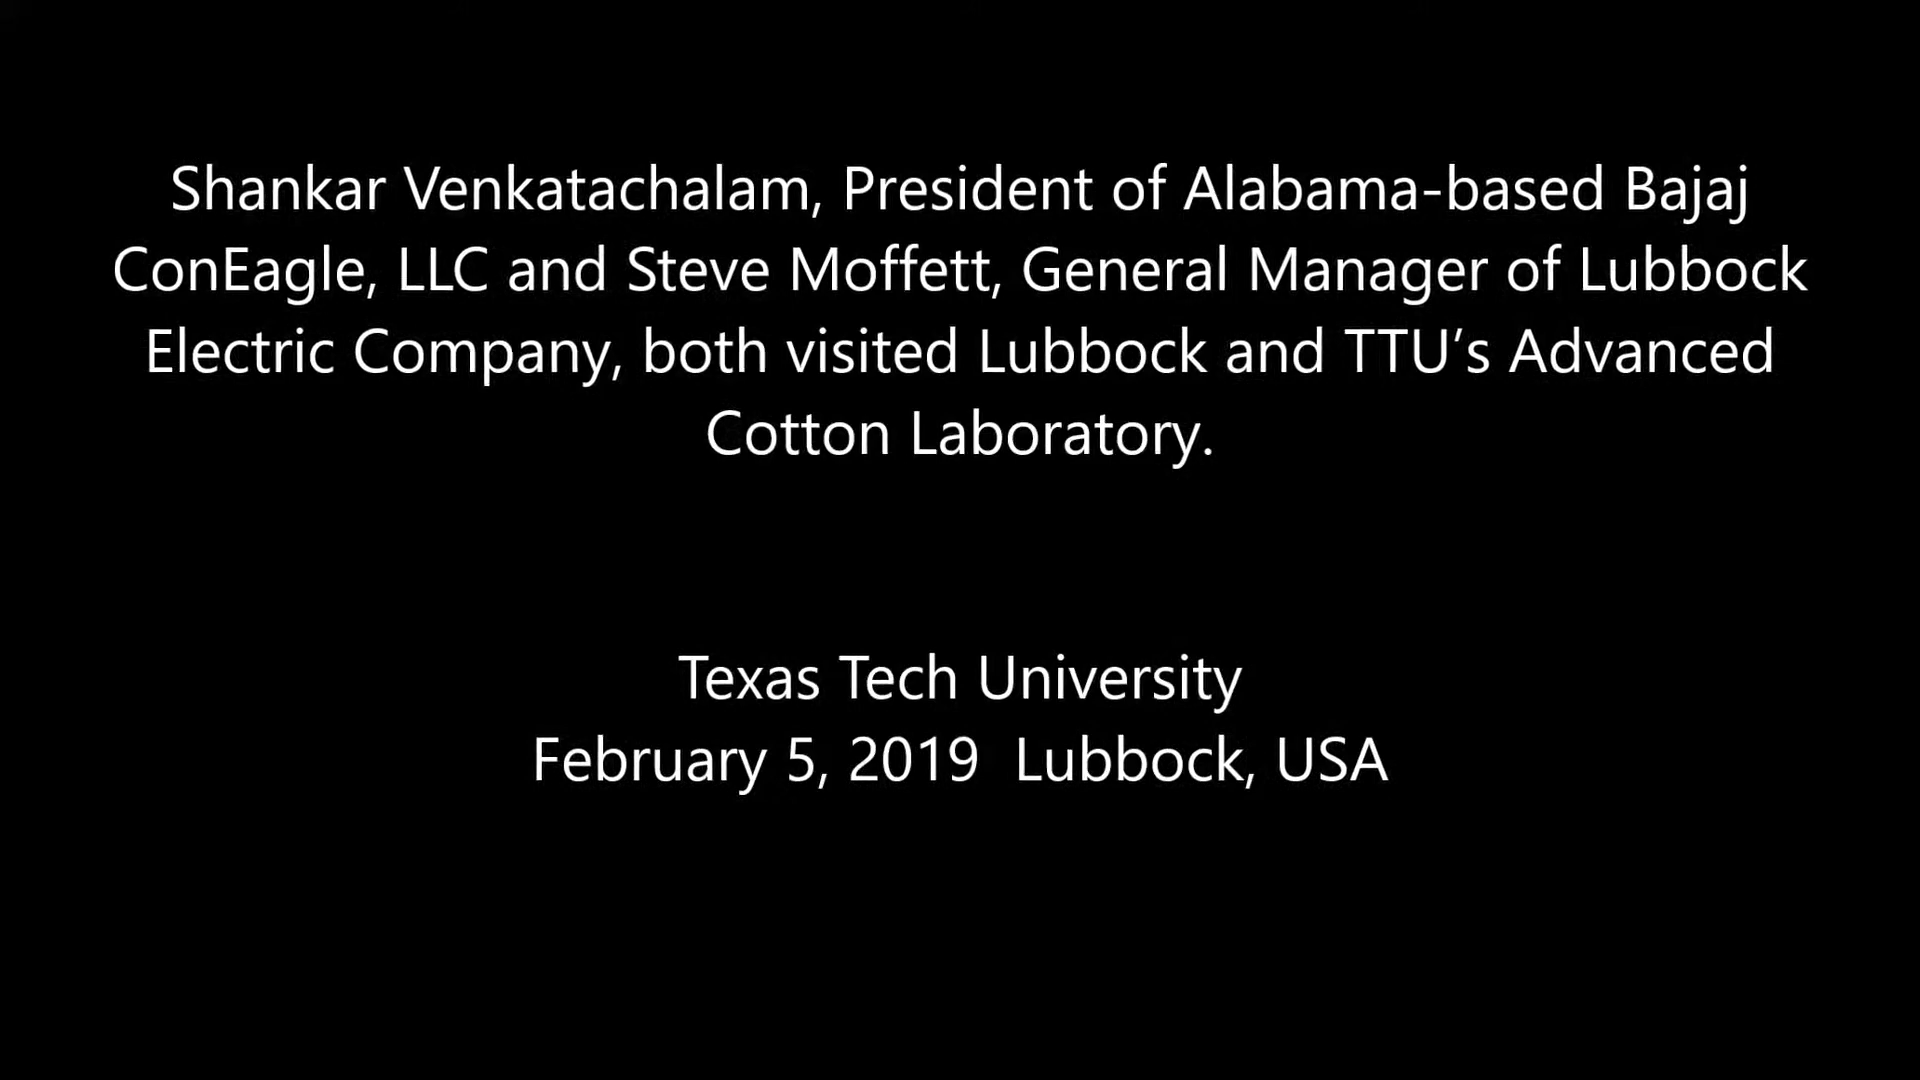 Shankar Venkatachalam, President of Alabama-based Bajaj
ConEagle, LLC and Steve Moffett, General Manager of Lubbock
Electric Company, both visited Lubbock and TTU’s Advanced
Cotton Laboratory.
Texas Tech University
February 5, 2019  Lubbock, USA